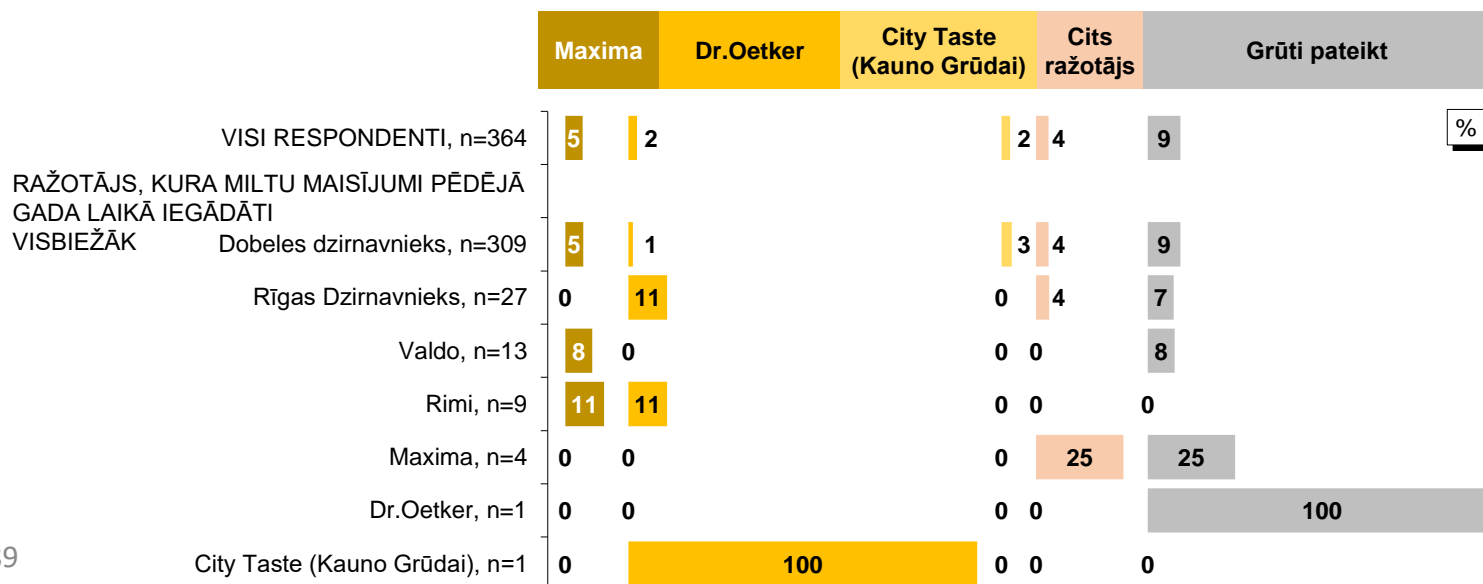 Maxima Dr.Oetker City Taste (Kauno Grūdai) Cits ražotājs Grūti pateikt
%
VISI RESPONDENTI, n=364 5 2 2 4 9
RAŽOTĀJS, KURA MILTU MAISĪJUMI PĒDĒJĀ
GADA LAIKĀ IEGĀDĀTI
VISBIEŽĀK
Dobeles dzirnavnieks, n=309 5 1 3 4 9
Rīgas Dzirnavnieks, n=27 0 11 0 4 7
Valdo, n=13 8 0 0 0 8
Rimi, n=9 11 11 0 0 0
Maxima, n=4 0 0 0 25 25
Dr.Oetker, n=1 0 0 0 0 100
City Taste (Kauno Grūdai), n=1 0 100 0 0 0